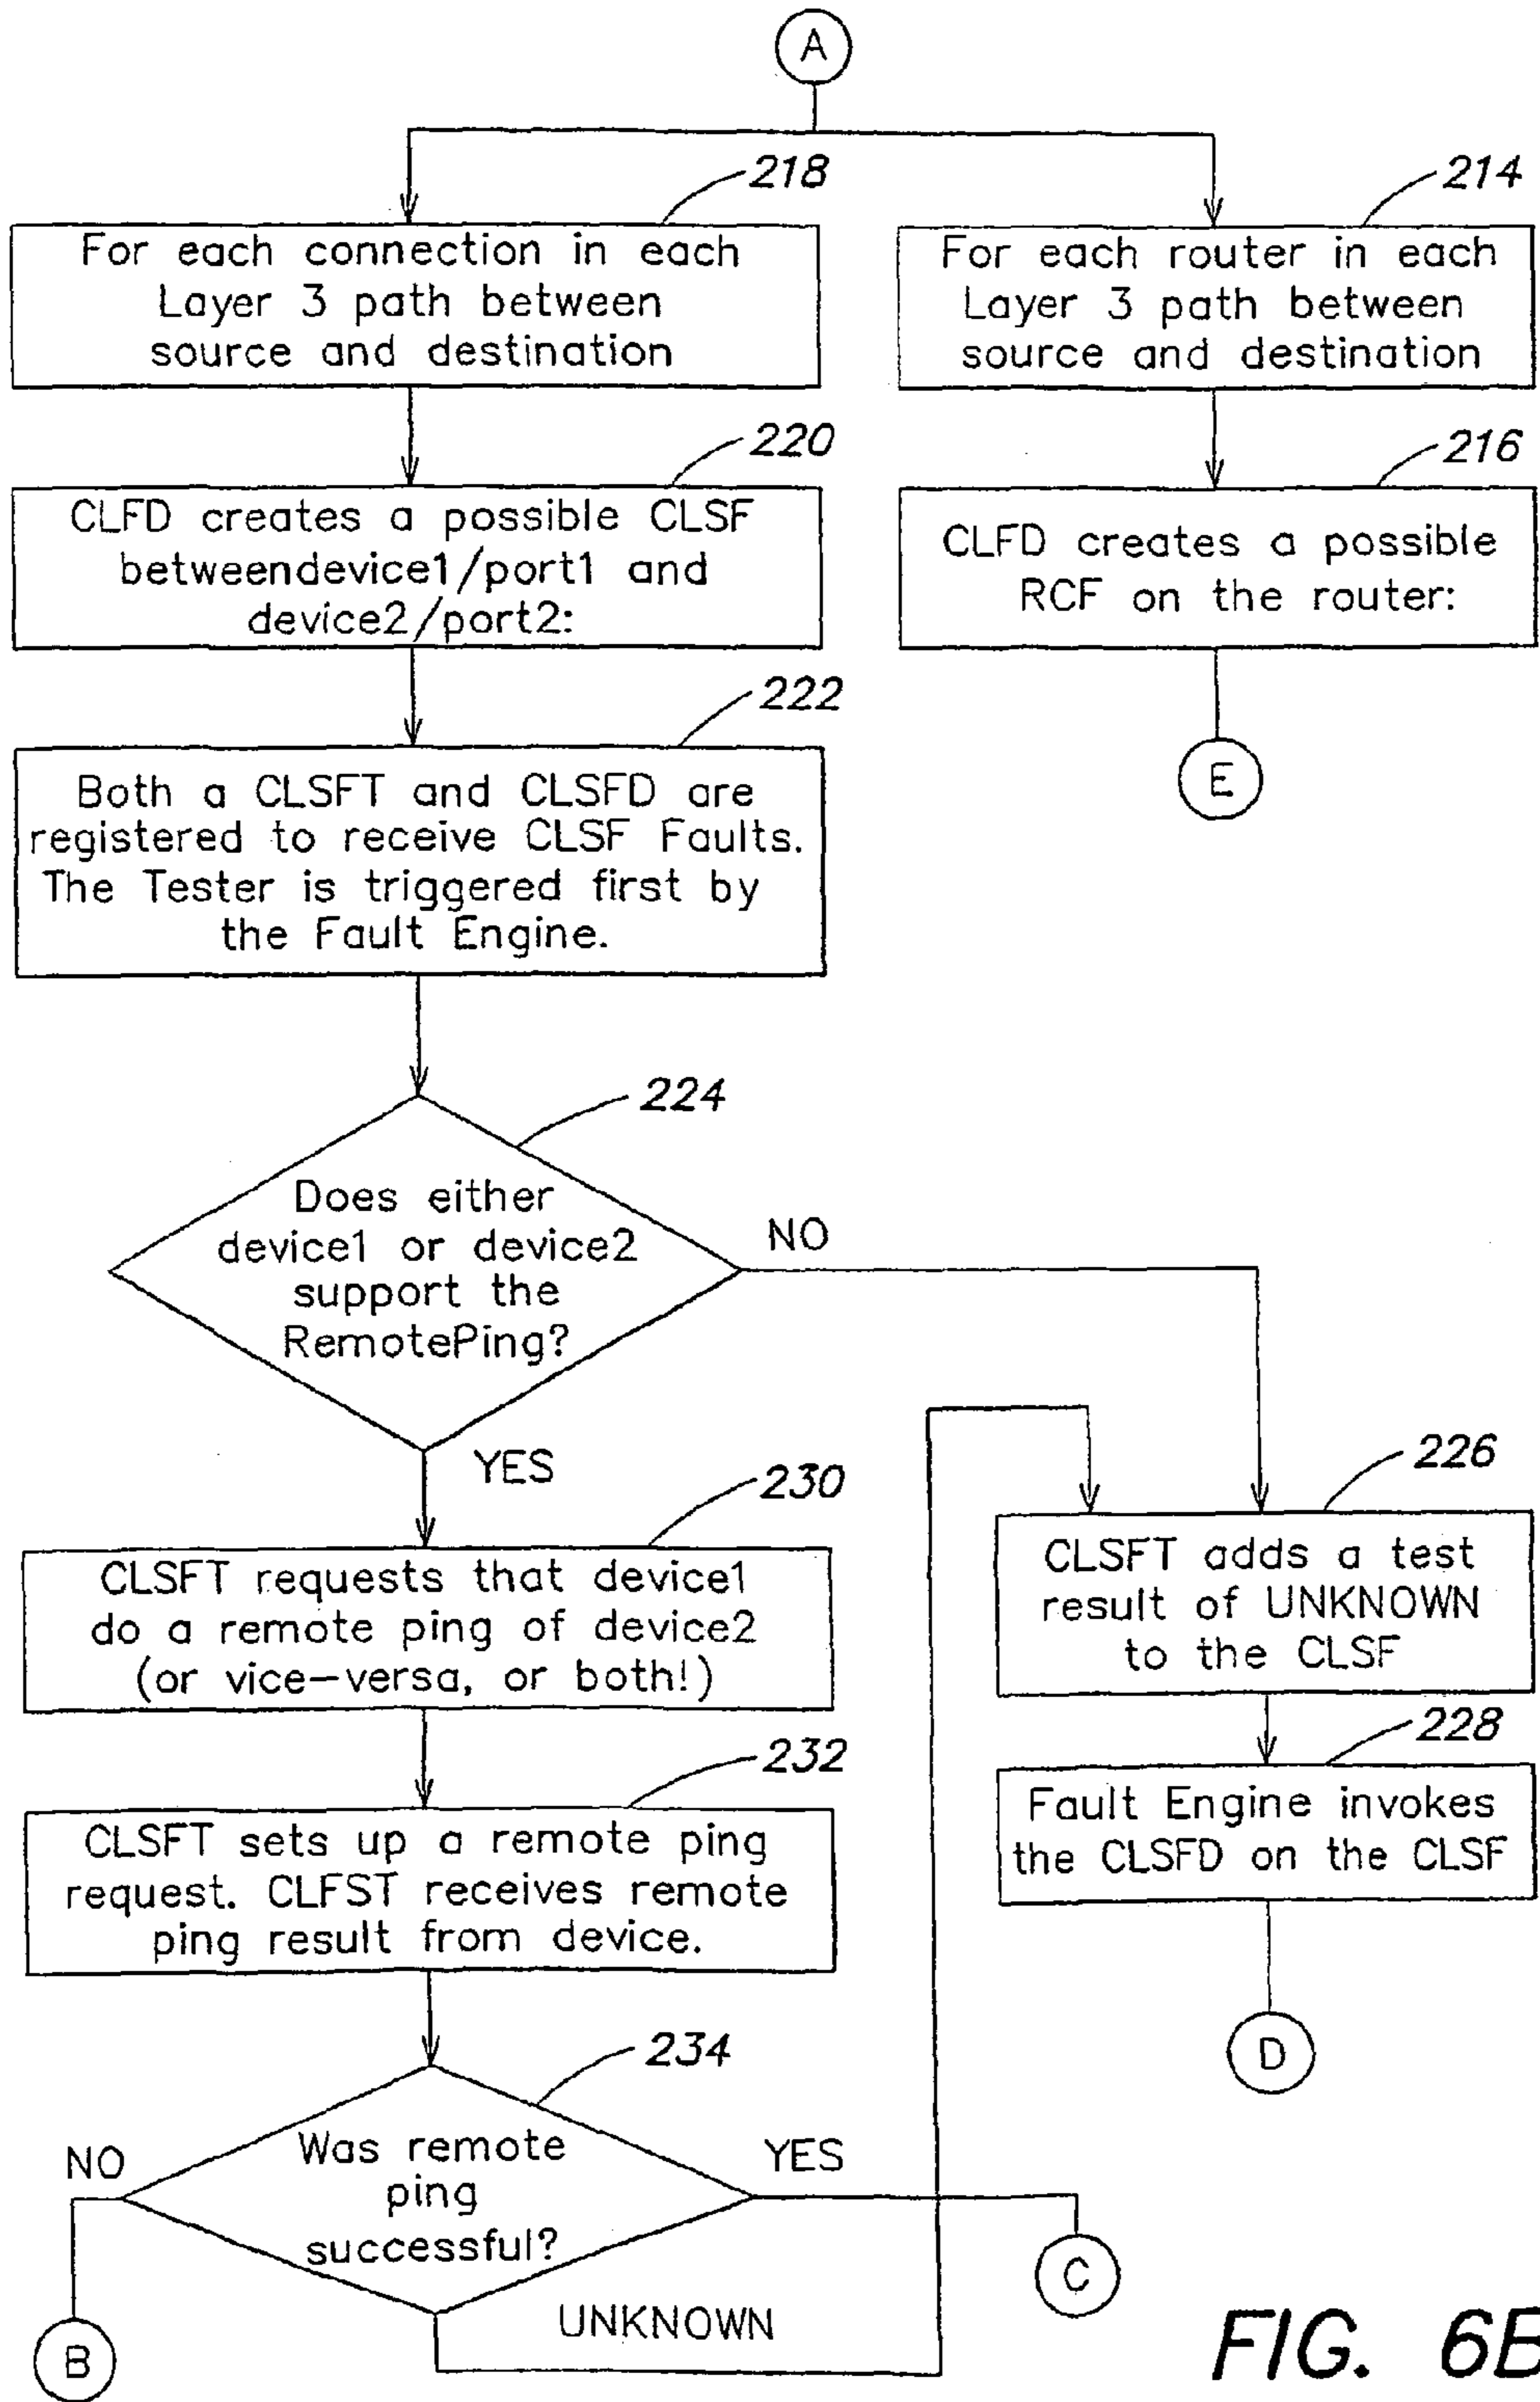 A
218
214
For each connection in each
Layer 3 path between
source and destination
For each router in each
Layer 3 path between
source and destination
220
216
CLFD creates a possible CLSF
betweendevice1/port1 and
device2/port2:
CLFD creates a possible
RCF on the router:
222
E
Both a CLSFT and CLSFD are
registered to receive CLSF Faults.
The Tester is triggered first by
the Fault Engine.
224
Does either
device1 or device2
support the
RemotePing?
NO
YES
230
226
CLSFT requests that device1
do a remote ping of device2
(or vice-versa, or both!)
CLSFT adds a test
result of UNKNOWN
to the CLSF
232
228
CLSFT sets up a remote ping
request. CLFST receives remote
ping result from device.
Fault Engine invokes
the CLSFD on the CLSF
D
234
NO
Was remote
ping
successful?
YES
UNKNOWN
B
C
FIG. 6B